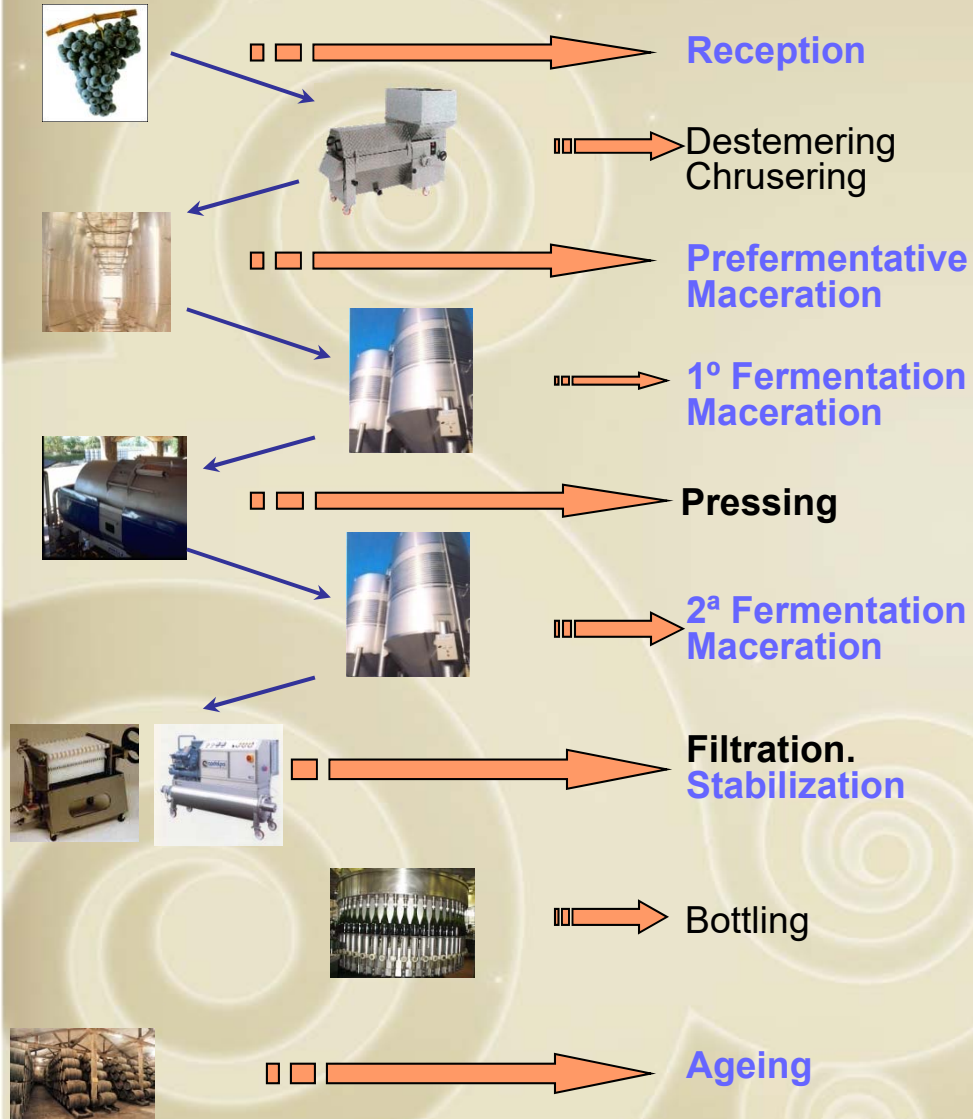 Reception
Destemering
Chrusering
Prefermentative
Maceration
1º Fermentation
Maceration
Pressing
2ª Fermentation
Maceration
Filtration.
Stabilization
Bottling
Ageing